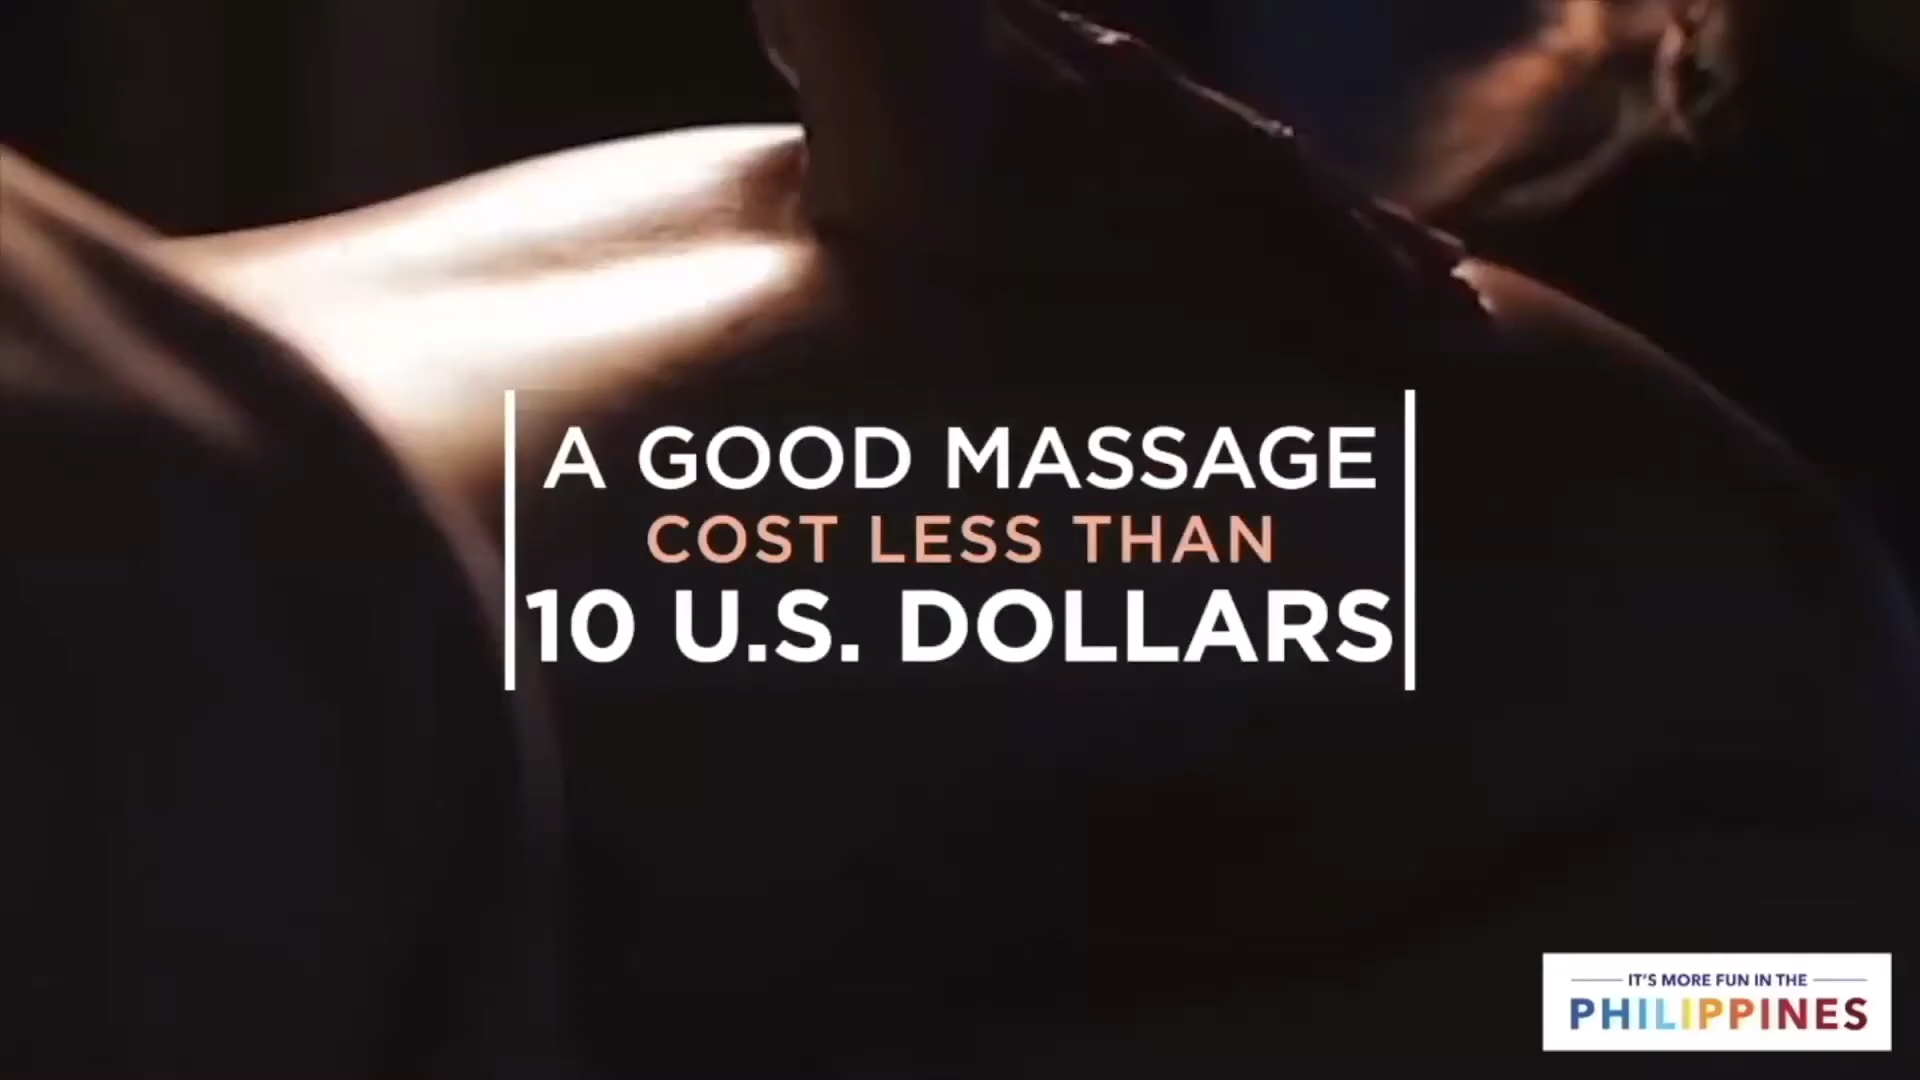 A GOOD MASSAGE
COST LESS THAN
10 U.S. DOLLARS
IT'S MORE FUN IN THE
PHILIPPINES